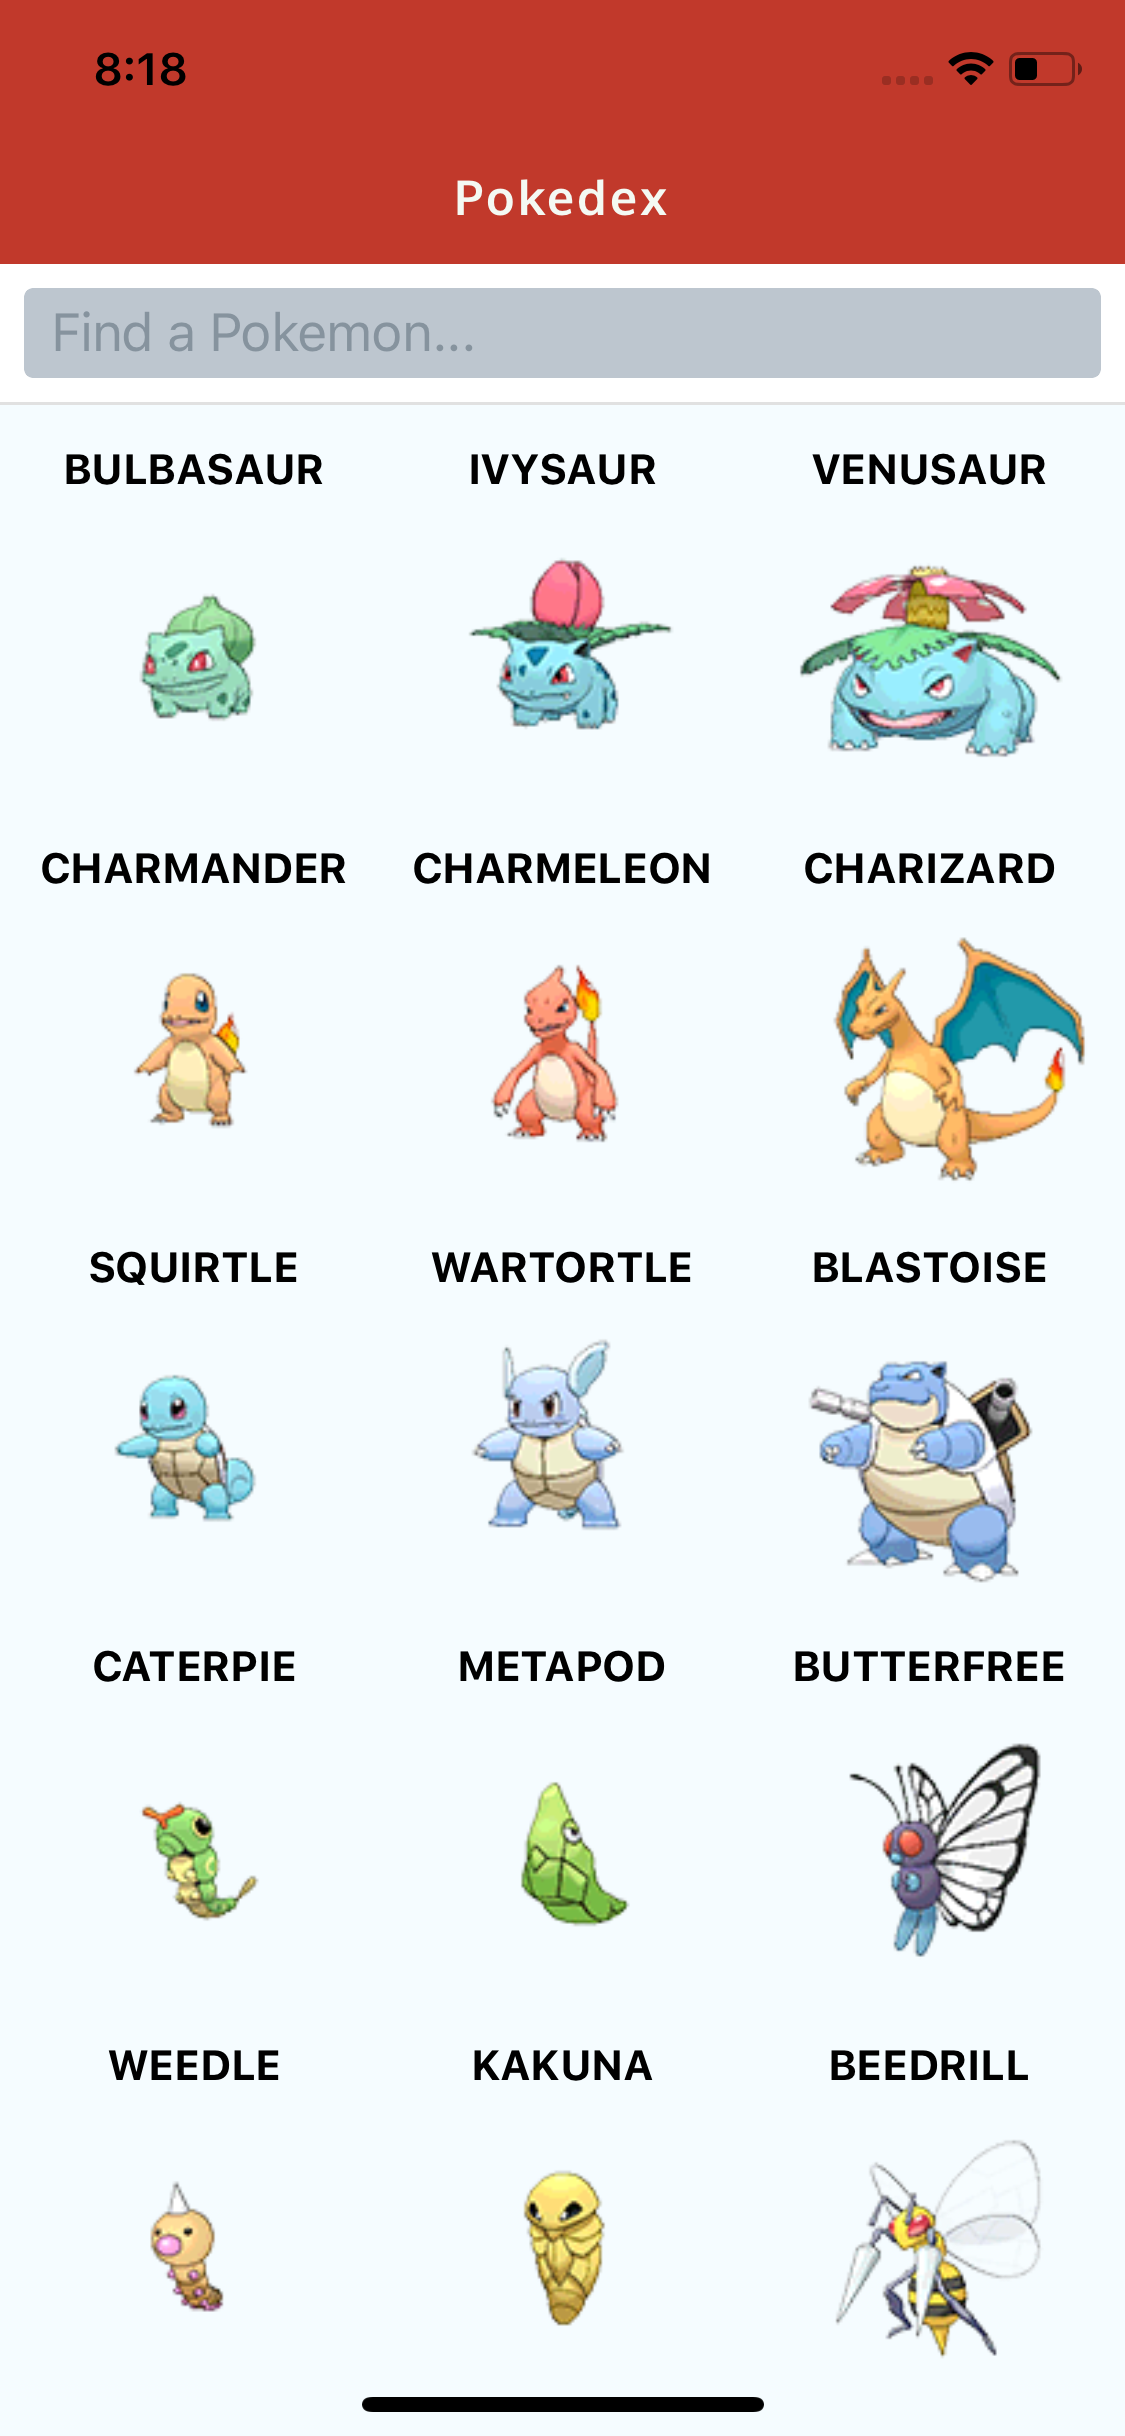 8:18
Pokedex
Find a Pokemon...
BULBASAUR IVYSAUR VENUSAUR
CHARMANDER CHARMELEON CHARIZARD
SQUIRTLE WARTORTLE BLASTOISE
CATERPIE METAPOD BUTTERFREE
WEEDLE KAKUNA BEEDRILL